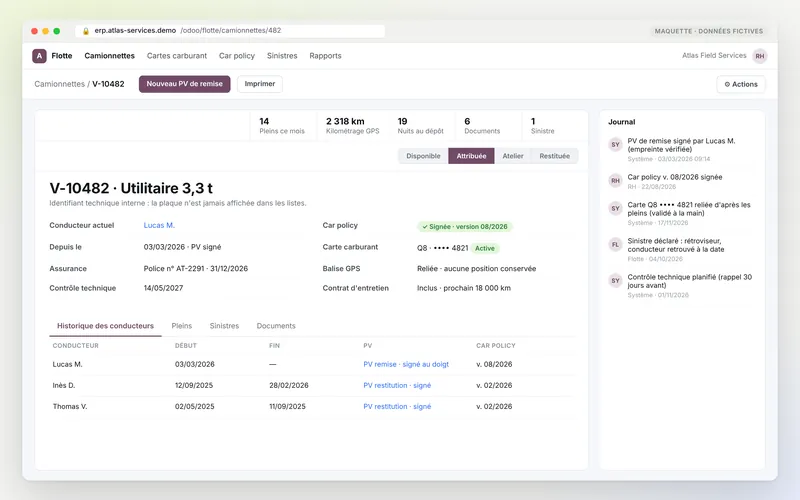 erp.atlas-services.demo /odoo/flotte/camionnettes/482
MAQUETTE · DONNÉES FICTIVES
A Flotte Camionnettes Cartes carburant Car policy Sinistres Rapports
Atlas Field Services RH
Camionnettes / V-10482 Nouveau PV de remise Imprimer
Actions
14
Pleins ce mois
2 318 km
Kilométrage GPS
19
Nuits au dépôt
6
Documents
1
Sinistre
Disponible Attribuée Atelier Restituée
V-10482 · Utilitaire 3,3 t
Identifiant technique interne : la plaque n'est jamais affichée dans les listes.
Conducteur actuel Lucas M.
Depuis le 03/03/2026 · PV signé
Assurance Police n° AT-2291 · 31/12/2026
Contrôle technique 14/05/2027
Car policy ✓ Signée · version 08/2026
Carte carburant Q8 · •••• 4821 Active
Balise GPS Reliée · aucune position conservée
Contrat d'entretien Inclus · prochain 18 000 km
Historique des conducteurs Pleins Sinistres Documents
CONDUCTEUR DÉBUT FIN PV CAR POLICY
Lucas M. 03/03/2026 — PV remise · signé au doigt v. 08/2026
Inès D. 12/09/2025 28/02/2026 PV restitution · signé v. 02/2026
Thomas V. 02/05/2025 11/09/2025 PV restitution · signé v. 02/2026
Journal
SY PV de remise signé par Lucas M.
(empreinte vérifiée)
Système · 03/03/2026 09:14
RH Car policy v. 08/2026 signée
RH · 23/08/2026
SY Carte Q8 •••• 4821 reliée d'après les
pleins (validé à la main)
Système · 17/11/2026
FL Sinistre déclaré : rétroviseur,
conducteur retrouvé à la date
Flotte · 04/10/2026
SY Contrôle technique planifié (rappel 30
jours avant)
Système · 01/11/2026